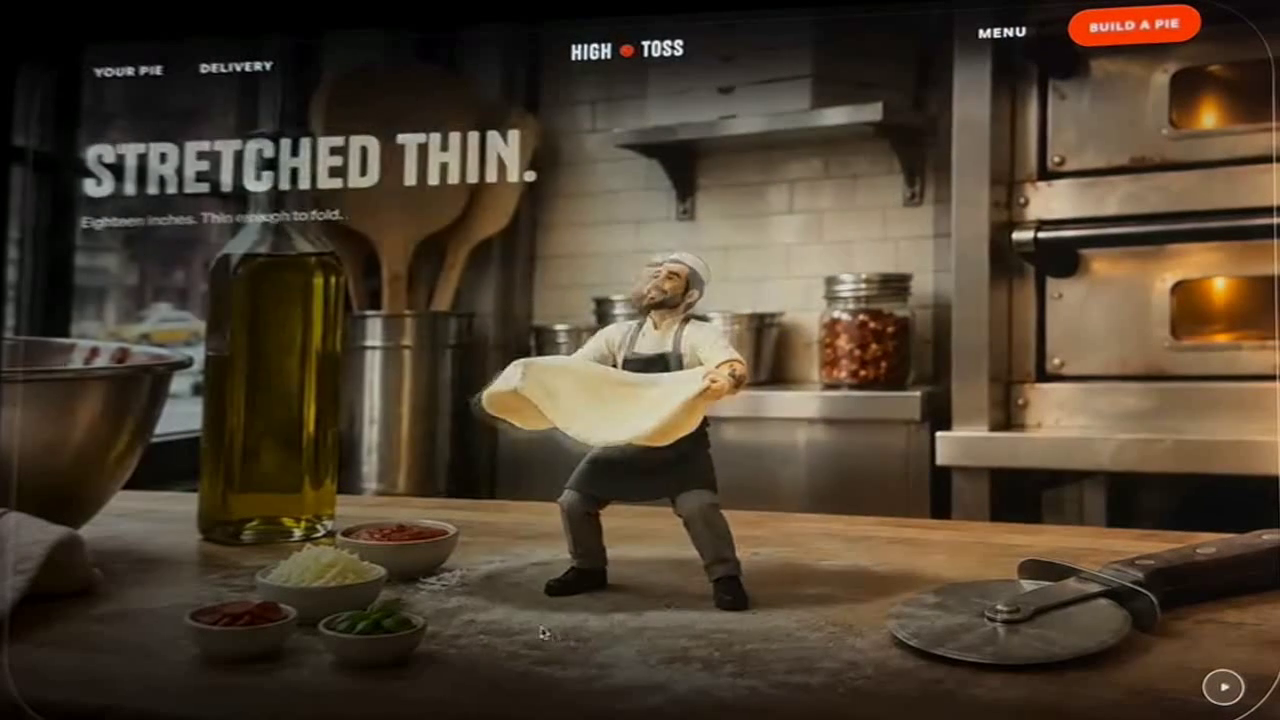 YOUR PIE
DELIVERY
HIGH TOSS
MENU
BUILD A PIE
STRETCHED THIN.
Eighteen inches. Thin enough to fold.